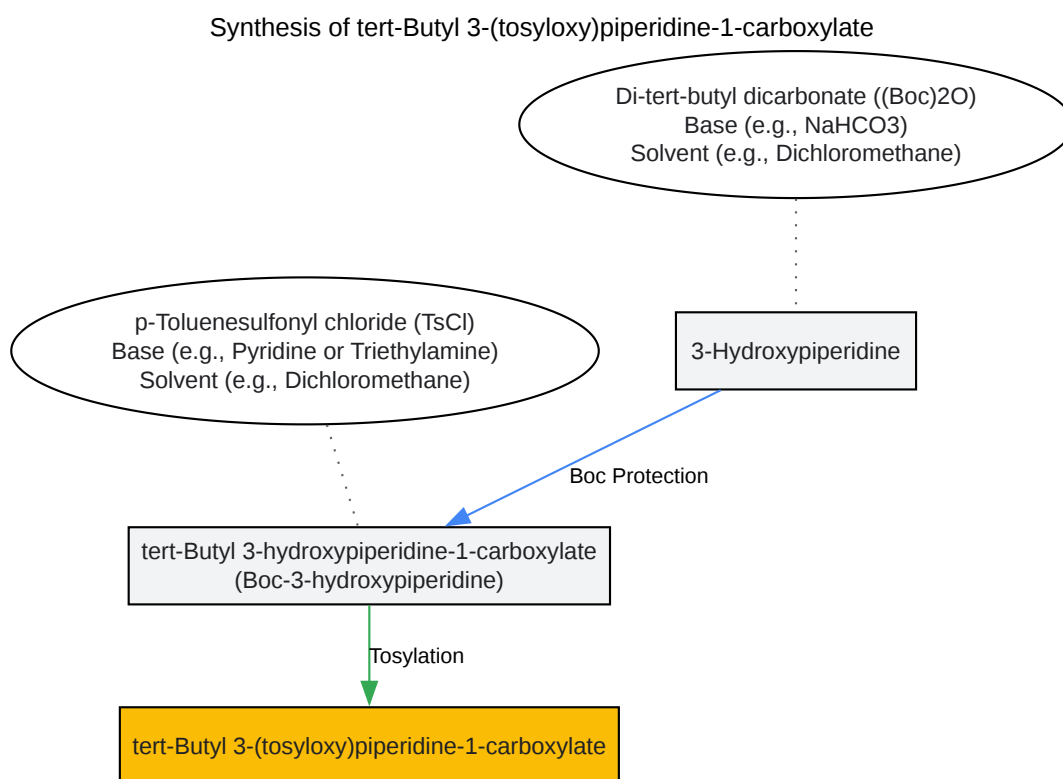 Synthesis of tert-Butyl 3-(tosyloxy)piperidine-1-carboxylate
Di-tert-butyl dicarbonate ((Boc)2O)
Base (e.g., NaHCO3)
Solvent (e.g., Dichloromethane)
p-Toluenesulfonyl chloride (TsCl)
Base (e.g., Pyridine or Triethylamine)
Solvent (e.g., Dichloromethane)
3-Hydroxypiperidine
Boc Protection
tert-Butyl 3-hydroxypiperidine-1-carboxylate
(Boc-3-hydroxypiperidine)
Tosylation
tert-Butyl 3-(tosyloxy)piperidine-1-carboxylate